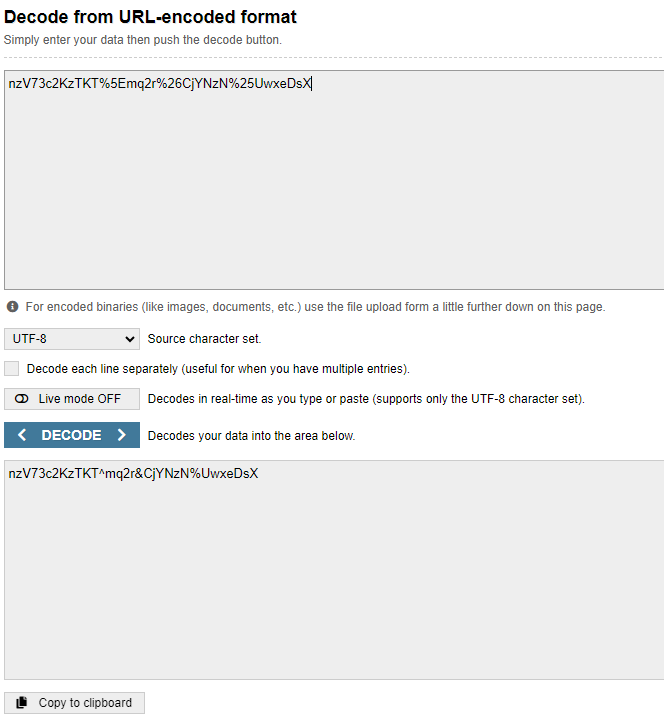 Decode from URL-encoded format
Simply enter your data then push the decode button.
nzV73c2KzTKT%5Emq2r%26CjYNzN%25UwxeDsX
For encoded binaries (like images, documents, etc.) use the file upload form a little further down on this page.
UTF-8 Source character set.
Decode each line separately (useful for when you have multiple entries).
Live mode OFF Decodes in real-time as you type or paste (supports only the UTF-8 character set).
DECODE Decodes your data into the area below.
nzV73c2KzTKT^mq2r&CjYNzN%UwxeDsX
Copy to clipboard